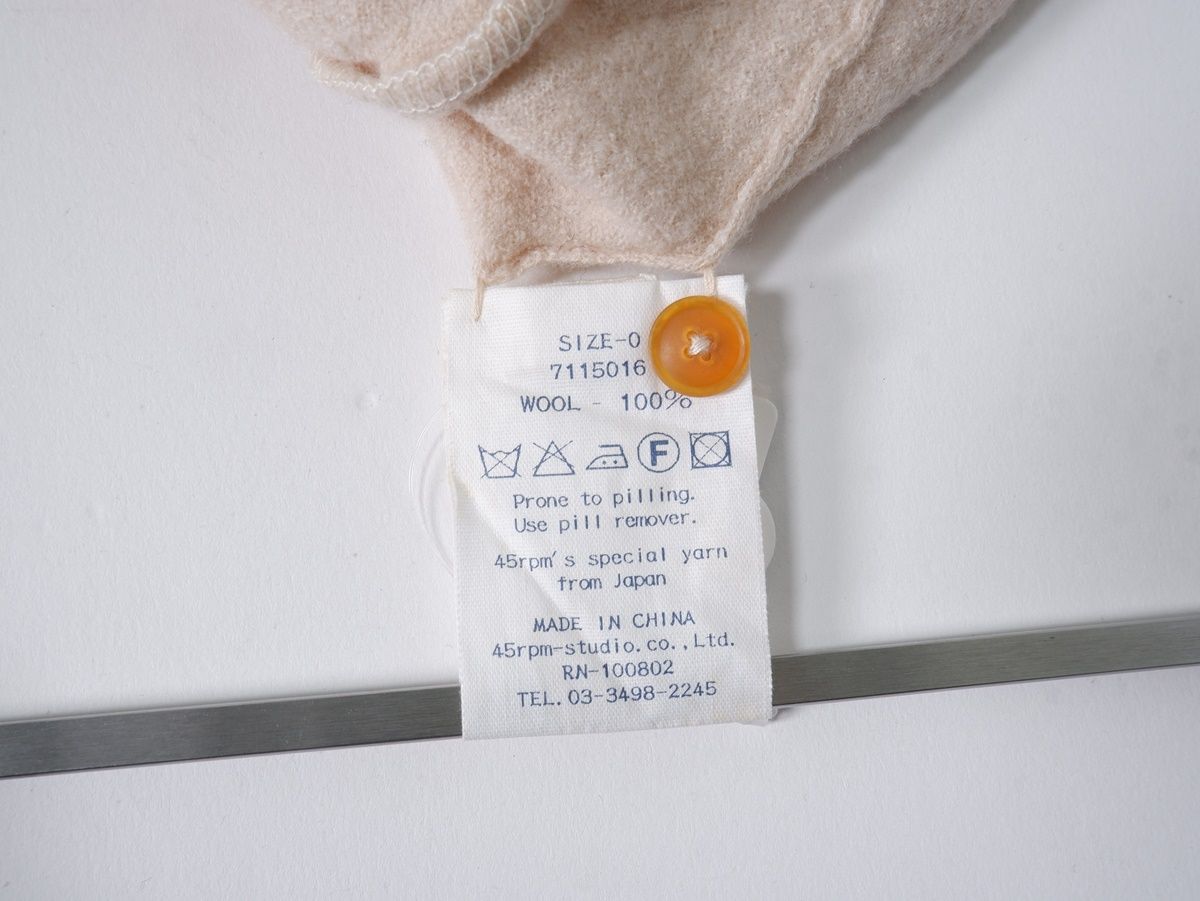 SIZE-0
7115016
WOOL - 100%
F
Prone to pilling.
Use pill remover.
45rpm's special yarn
from Japan
MADE IN CHINA
45rpm-studio.co.,Ltd.
RN-100802
TEL.03-3498-2245